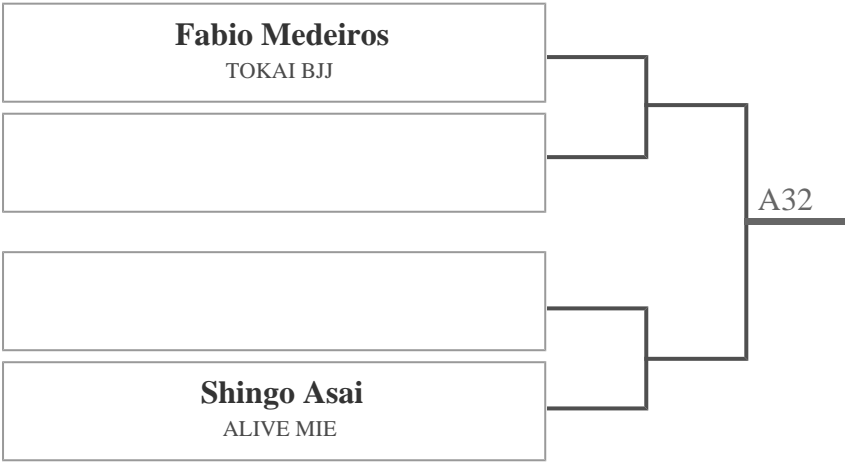 Fabio Medeiros
TOKAI BJJ
A32
Shingo Asai
ALIVE MIE